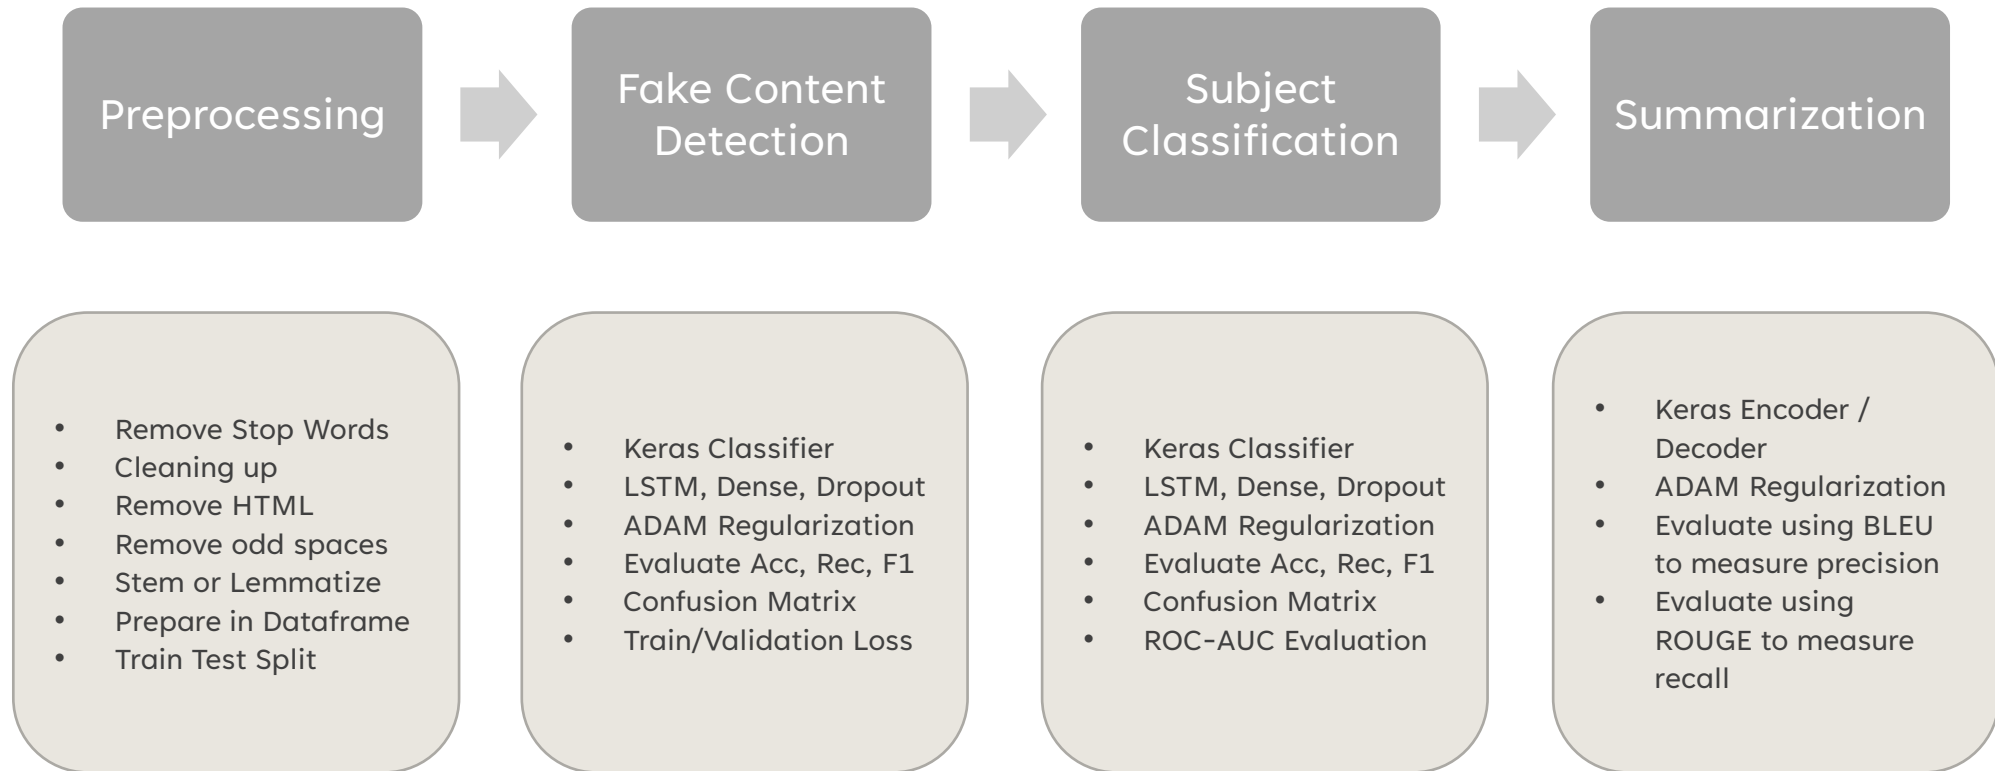 Preprocessing
Fake Content
Detection
Subject
Classification
Summarization
• Remove Stop Words
• Cleaning up
• Remove HTML
• Remove odd spaces
• Stem or Lemmatize
• Prepare in Dataframe
• Train Test Split
• Keras Classifier
• LSTM, Dense, Dropout
• ADAM Regularization
• Evaluate Acc, Rec, F1
• Confusion Matrix
• Train/Validation Loss
• Keras Classifier
• LSTM, Dense, Dropout
• ADAM Regularization
• Evaluate Acc, Rec, F1
• Confusion Matrix
• ROC-AUC Evaluation
• Keras Encoder /
Decoder
• ADAM Regularization
• Evaluate using BLEU
to measure precision
• Evaluate using
ROUGE to measure
recall